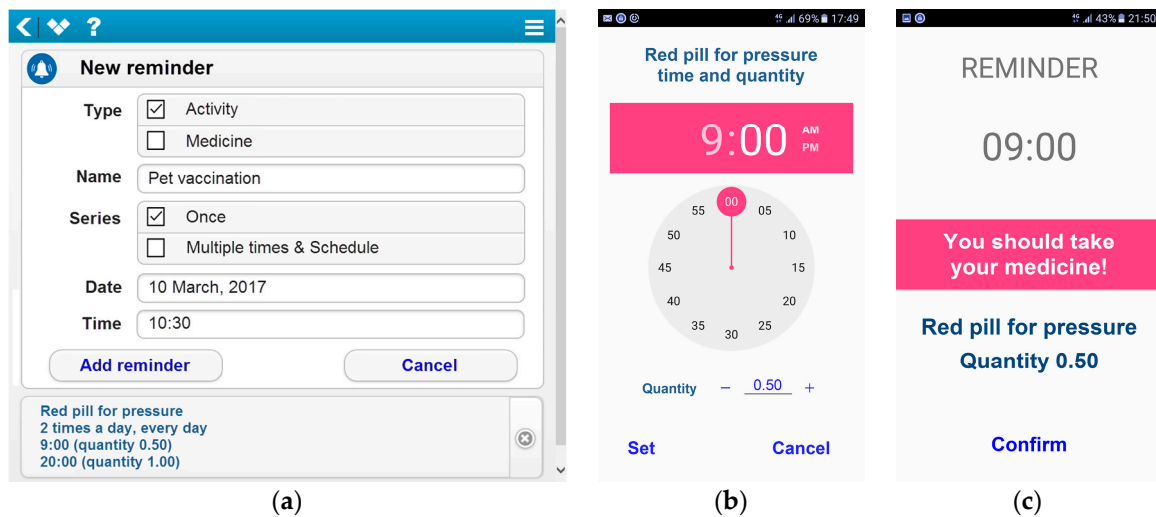 ?
New reminder
Type
Activity
Medicine
Name
Pet vaccination
Series
Once
Multiple times & Schedule
Date
10 March, 2017
Time
10:30
Add reminder
Cancel
Red pill for pressure
2 times a day, every day
9:00 (quantity 0.50)
20:00 (quantity 1.00)
(a)
4G 69% 17:49
Red pill for pressure
time and quantity
9:00
AM
PM
00
05
10
15
20
25
30
35
40
45
50
55
Quantity − 0.50 +
Set
Cancel
(b)
4G 43% 21:50
REMINDER
09:00
You should take
your medicine!
Red pill for pressure
Quantity 0.50
Confirm
(c)